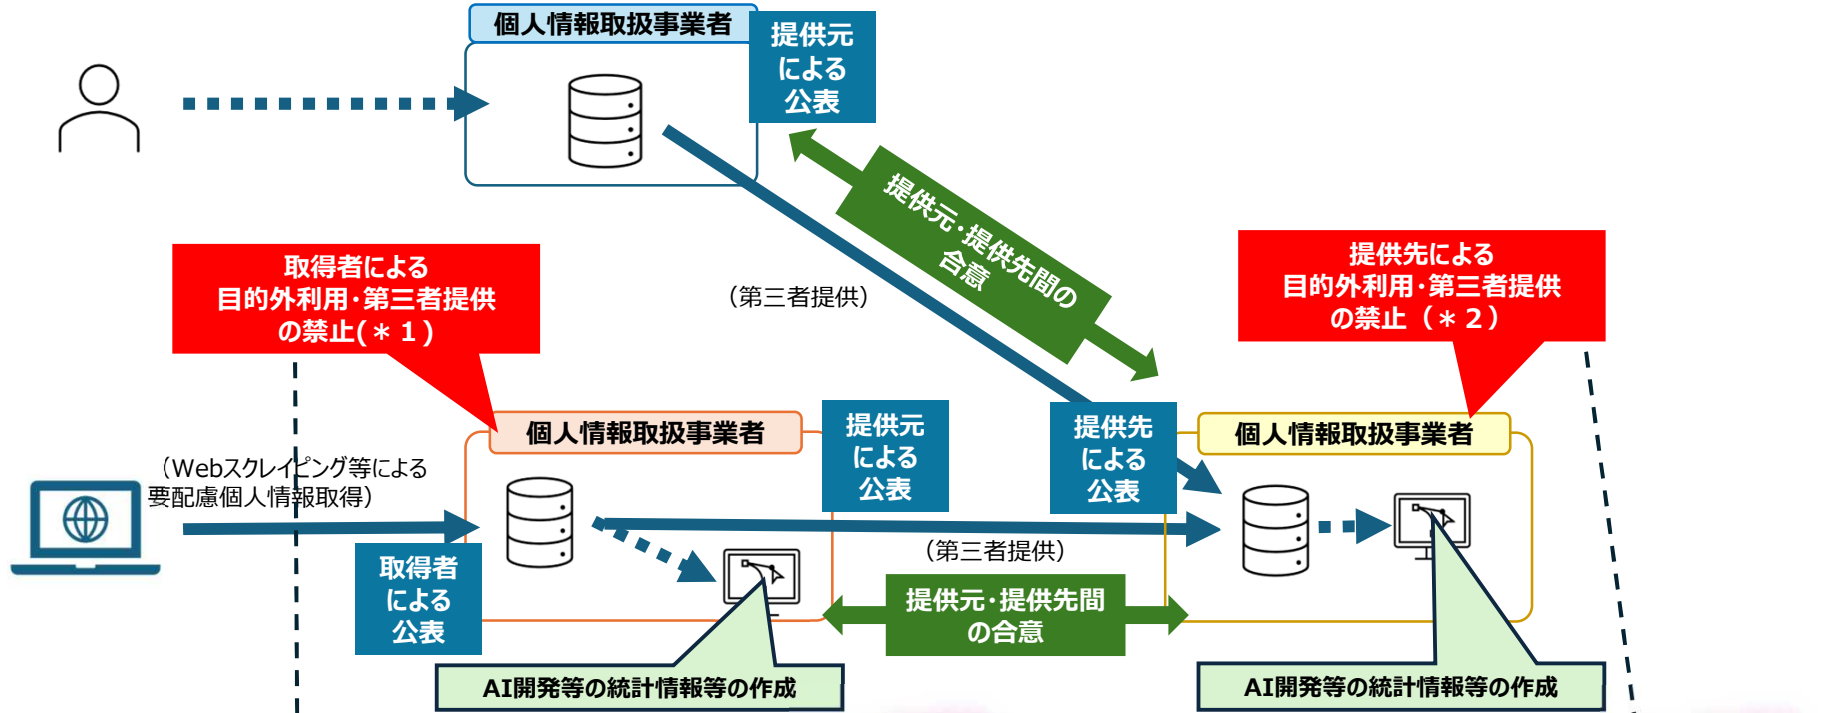 個人情報取扱事業者
提供元
による
公表
提供元・提供先間の
合意
(第三者提供)
取得者による
目的外利用・第三者提供
の禁止(＊１)
提供先による
目的外利用・第三者提供
の禁止（＊２）
個人情報取扱事業者
提供元
による
公表
提供先
による
公表
個人情報取扱事業者
（Webスクレイピング等による
要配慮個人情報取得）
(第三者提供)
取得者
による
公表
提供元・提供先間
の合意
AI開発等の統計情報等の作成
AI開発等の統計情報等の作成